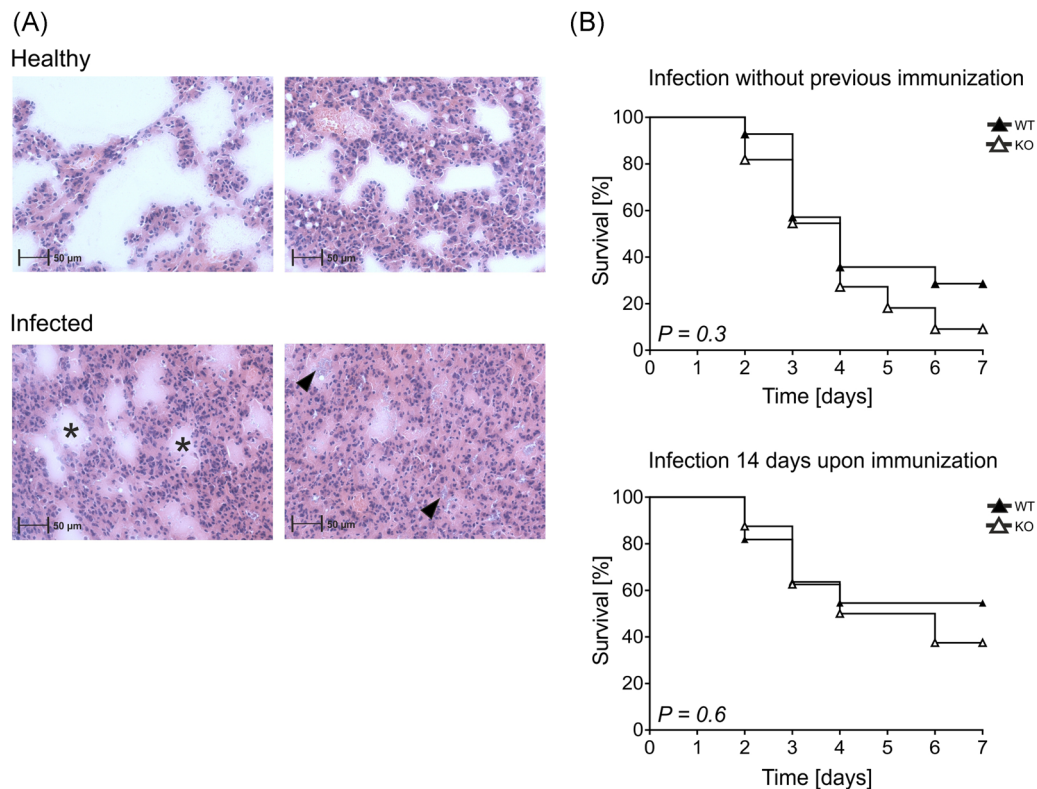 (A)
Healthy
50 µm
50 µm
Infected
*
*
50 µm
50 µm
(B)
Infection without previous immunization
WT
KO
Survival [%]
100
80
60
40
20
0
P = 0.3
0 1 2 3 4 5 6 7
Time [days]
Infection 14 days upon immunization
WT
KO
Survival [%]
100
80
60
40
20
0
P = 0.6
0 1 2 3 4 5 6 7
Time [days]